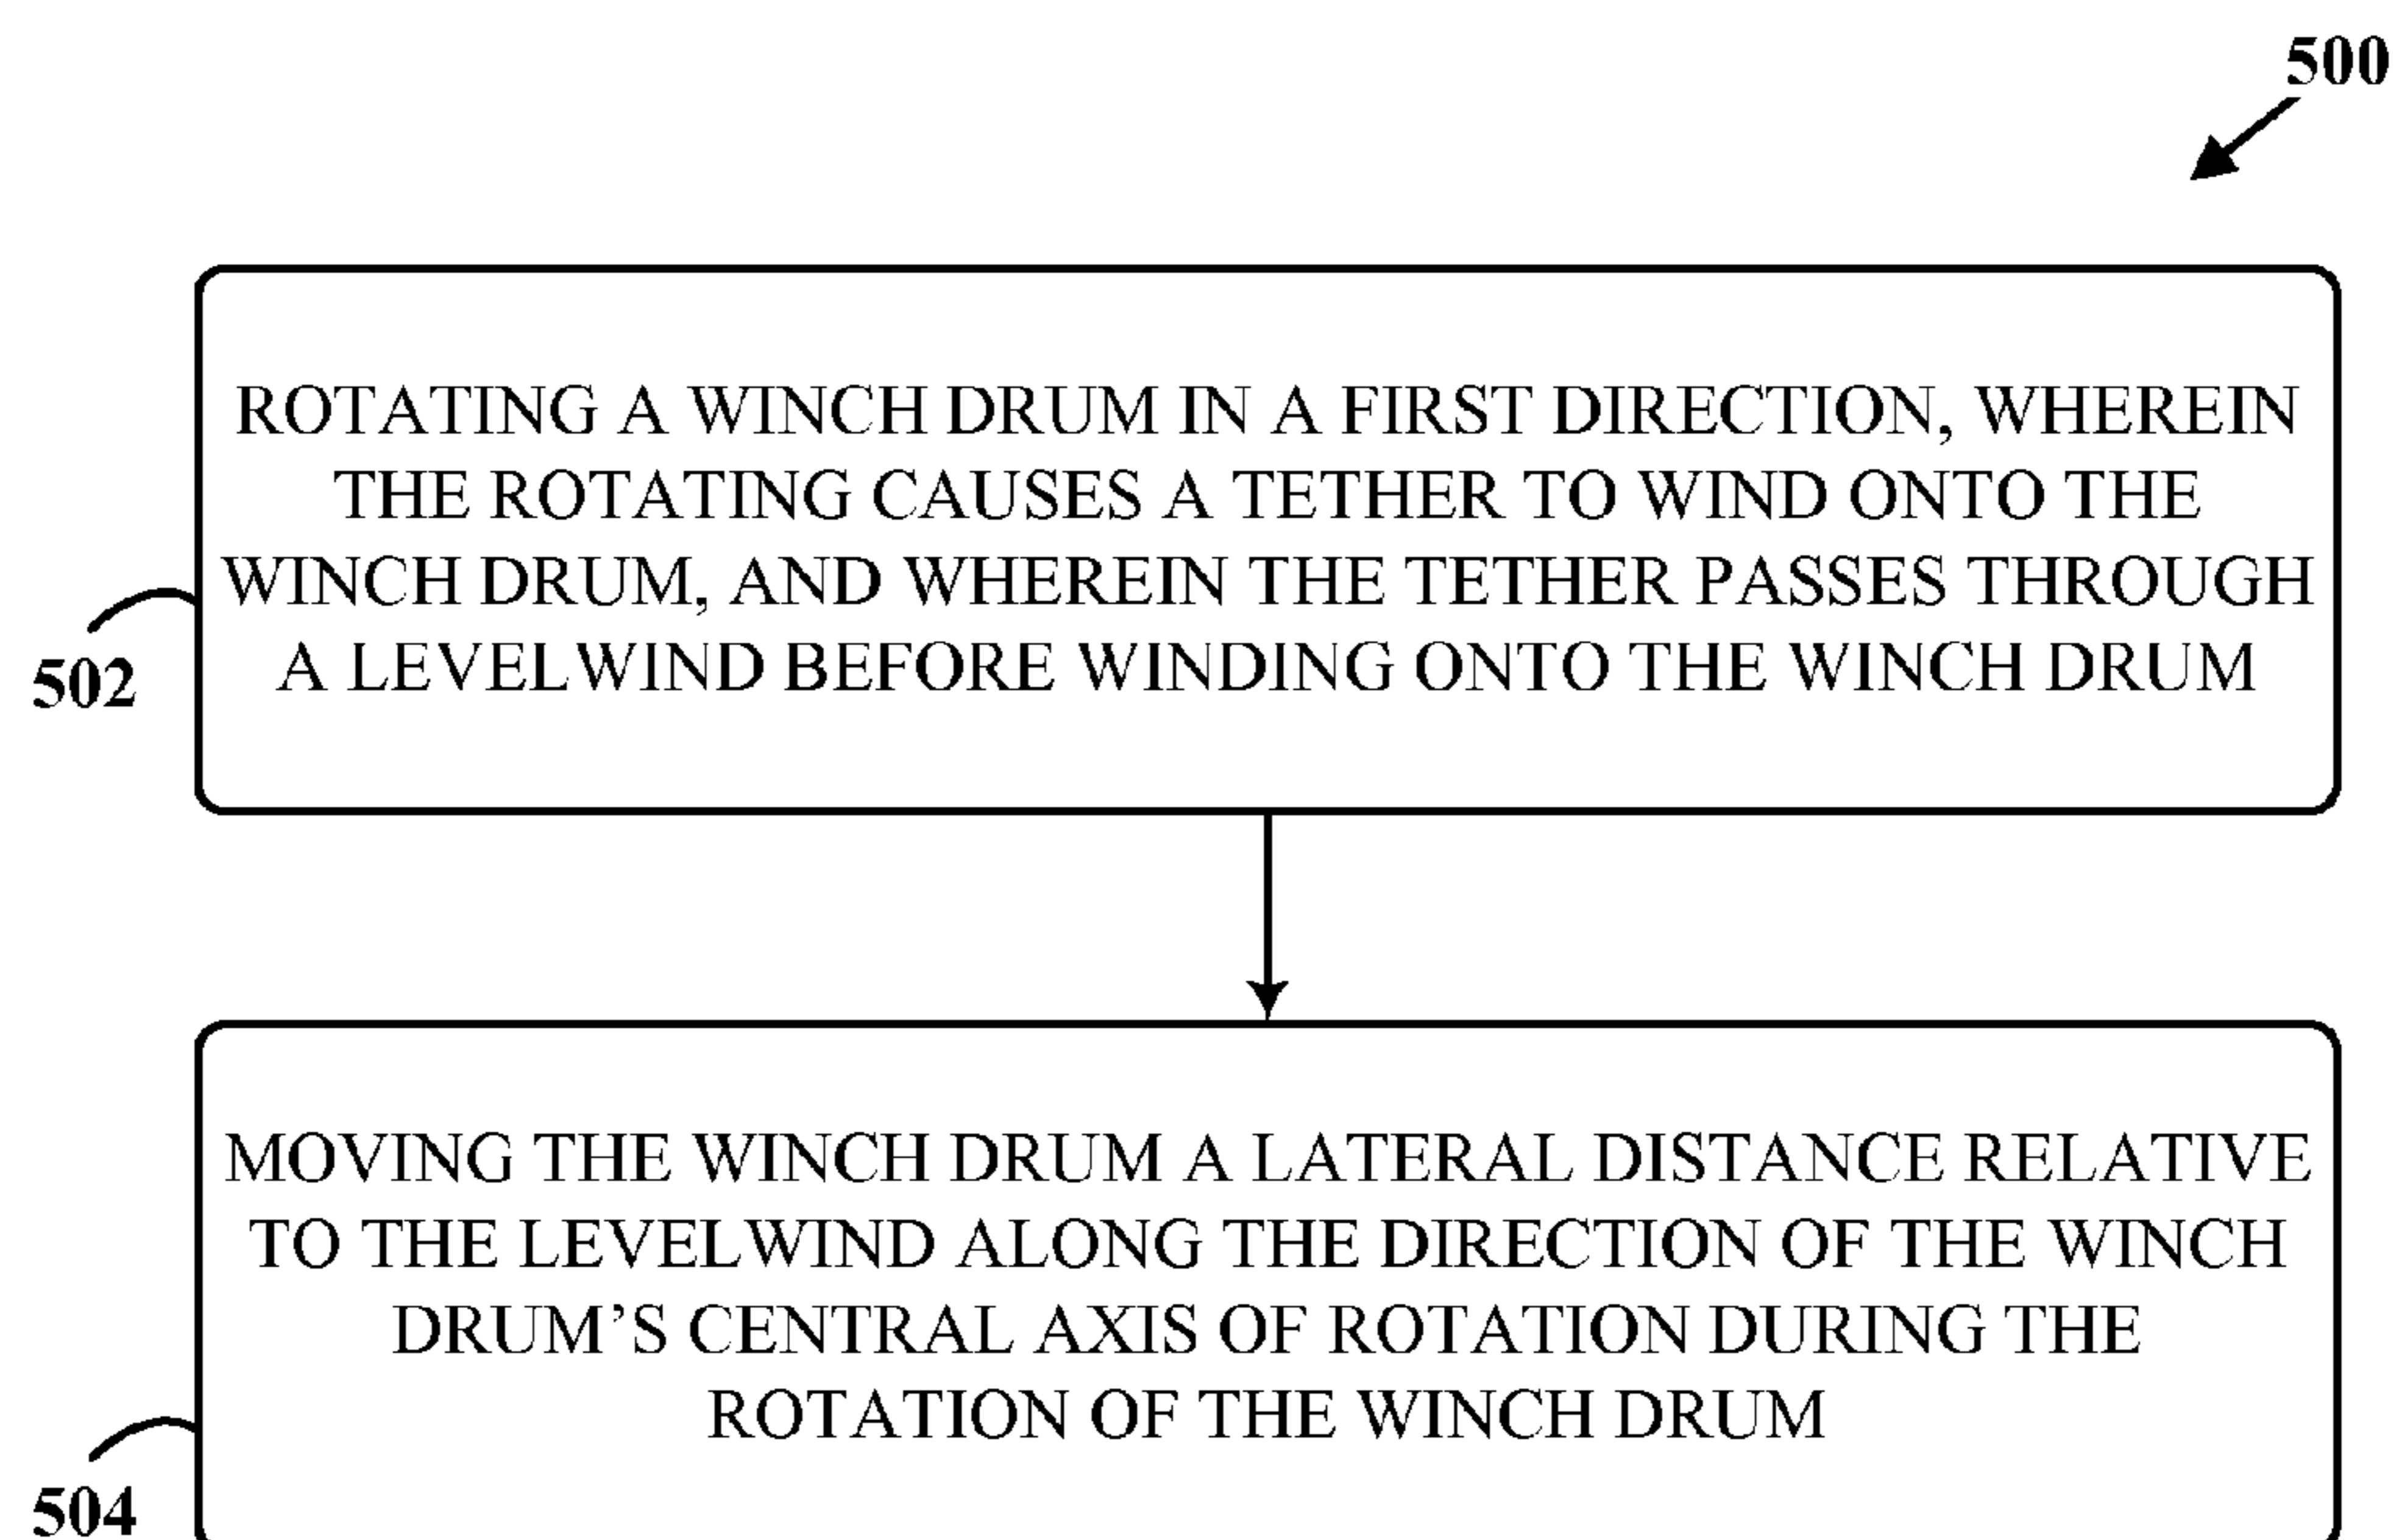 500
ROTATING A WINCH DRUM IN A FIRST DIRECTION, WHEREIN
THE ROTATING CAUSES A TETHER TO WIND ONTO THE
WINCH DRUM, AND WHEREIN THE TETHER PASSES THROUGH
A LEVELWIND BEFORE WINDING ONTO THE WINCH DRUM
502
MOVING THE WINCH DRUM A LATERAL DISTANCE RELATIVE
TO THE LEVELWIND ALONG THE DIRECTION OF THE WINCH
DRUM’S CENTRAL AXIS OF ROTATION DURING THE
ROTATION OF THE WINCH DRUM
504